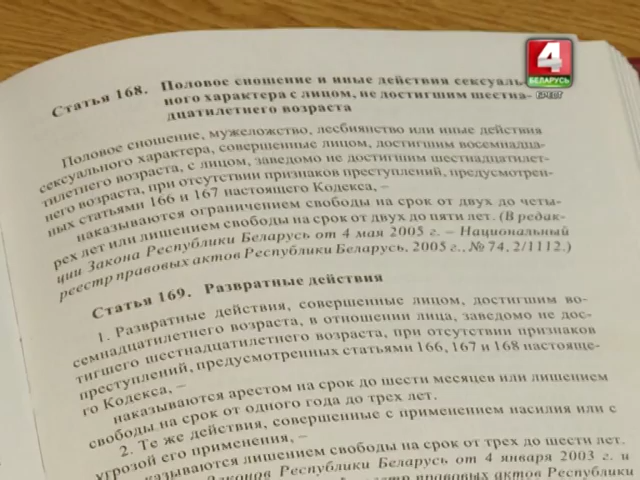 4
БЕЛАРУСЬ
БРЕСТ
Статья 168. Половое сношение и иные действия сексуаль-
ного характера с лицом, не достигшим шестна-
дцатилетнего возраста
Половое сношение, мужеложство, лесбиянство или иные действия
сексуального характера, совершенные лицом, достигшим восемнадца-
тилетнего возраста, с лицом, заведомо не достигшим шестнадцатилет-
него возраста, при отсутствии признаков преступлений, предусмотрен-
ных статьями 166 и 167 настоящего Кодекса, –
наказываются ограничением свободы на срок от двух до четы-
рех лет или лишением свободы на срок от двух до пяти лет. (В редак-
ции Закона Республики Беларусь от 4 мая 2005 г. – Национальный
реестр правовых актов Республики Беларусь, 2005 г., № 74, 2/1112.)
Статья 169. Развратные действия
1. Развратные действия, совершенные лицом, достигшим во-
семнадцатилетнего возраста, в отношении лица, заведомо не дос-
тигшего шестнадцатилетнего возраста, при отсутствии признаков
преступлений, предусмотренных статьями 166, 167 и 168 настояще-
го Кодекса, –
наказываются арестом на срок до шести месяцев или лишением
свободы на срок от одного года до трех лет.
2. Те же действия, совершенные с применением насилия или с
угрозой его применения, –
наказываются лишением свободы на срок от трех до шести лет.
Законов Республики Беларусь от 4 января 2003 г. и
правовых актов Республики